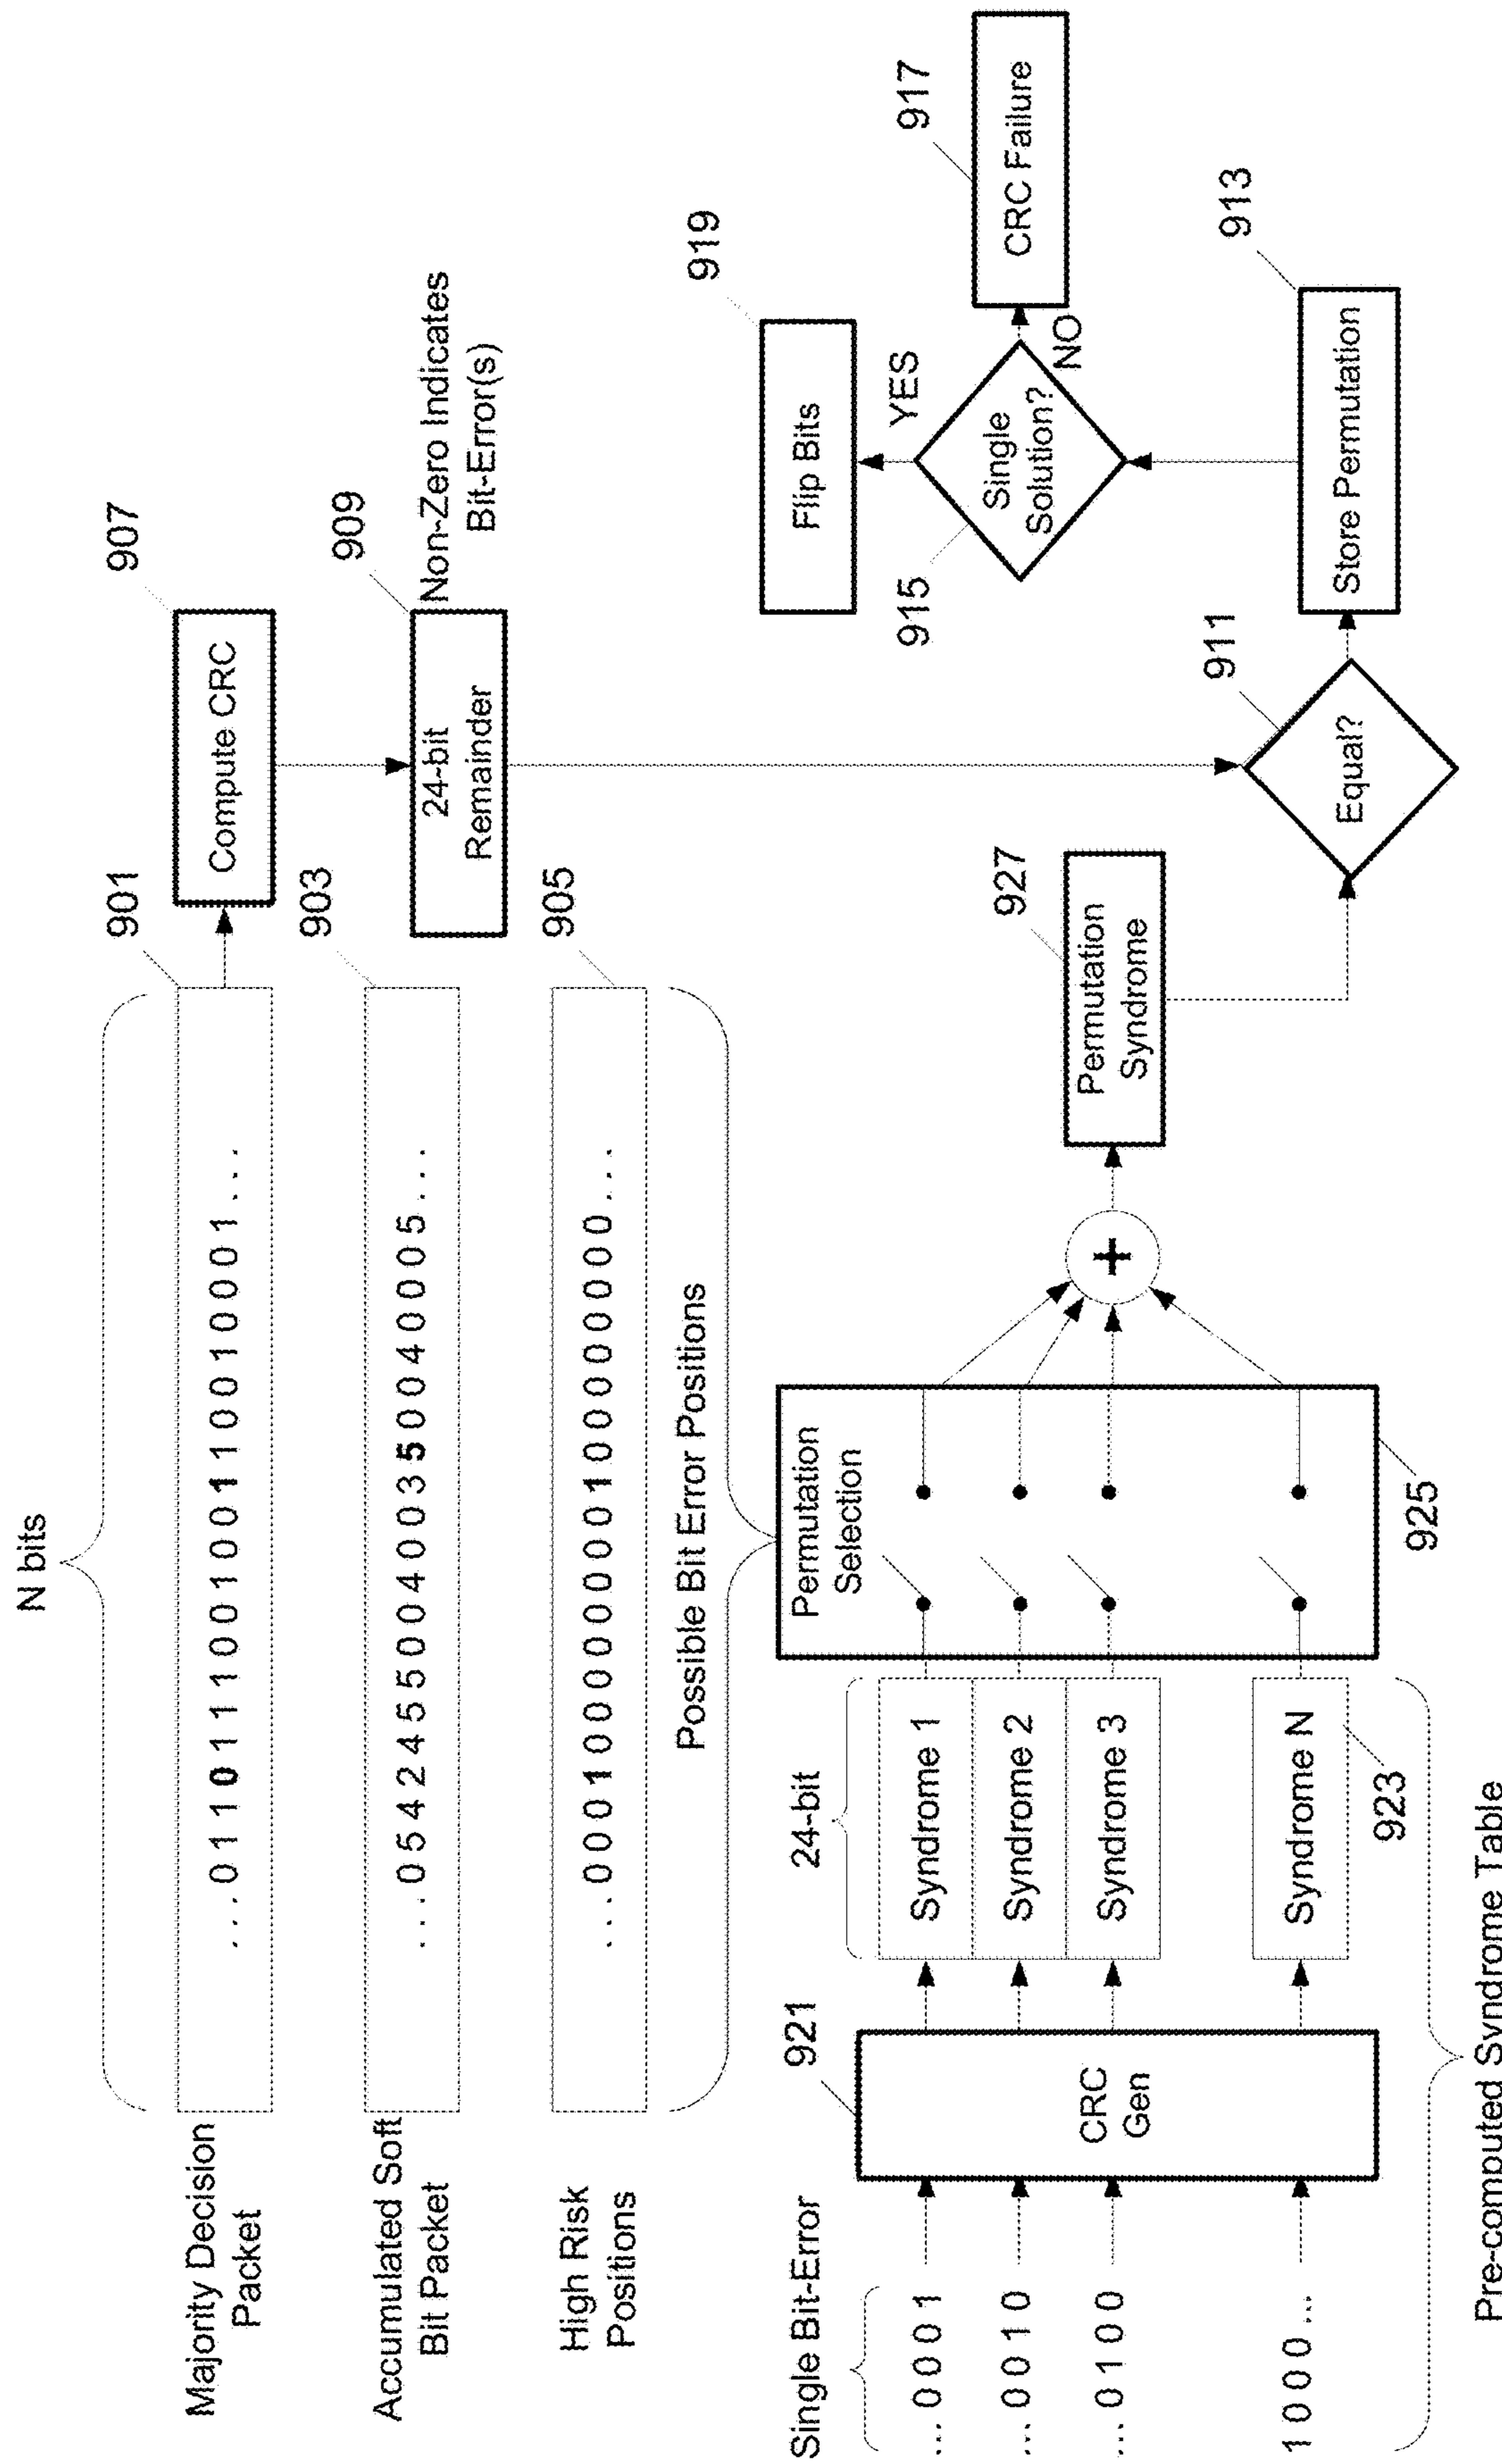 N bits
Majority Decision
Packet
...0 1 1 0 1 1 1 0 0 1 0 0 1 1 0 0 1 0 0 0 1...
901
Compute CRC
907
Accumulated Soft
Bit Packet
...0 5 4 2 4 5 5 0 0 4 0 0 3 5 0 0 4 0 0 0 5...
903
24-bit
Remainder
909
Non-Zero Indicates
Bit-Error(s)
High Risk
Positions
...0 0 0 1 0 0 0 0 0 0 0 0 1 0 0 0 0 0 0 0 0...
905
Possible Bit Error Positions
Single Bit-Error
...0 0 0 1
...0 0 1 0
...0 1 0 0
1 0 0 0...
921
CRC
Gen
24-bit
Syndrome 1
Syndrome 2
Syndrome 3
Syndrome N
923
Pre-computed Syndrome Table
Permutation
Selection
925
+
Permutation
Syndrome
927
Equal?
911
Store Permutation
913
Single
Solution?
915
YES
NO
Flip Bits
919
CRC Failure
917